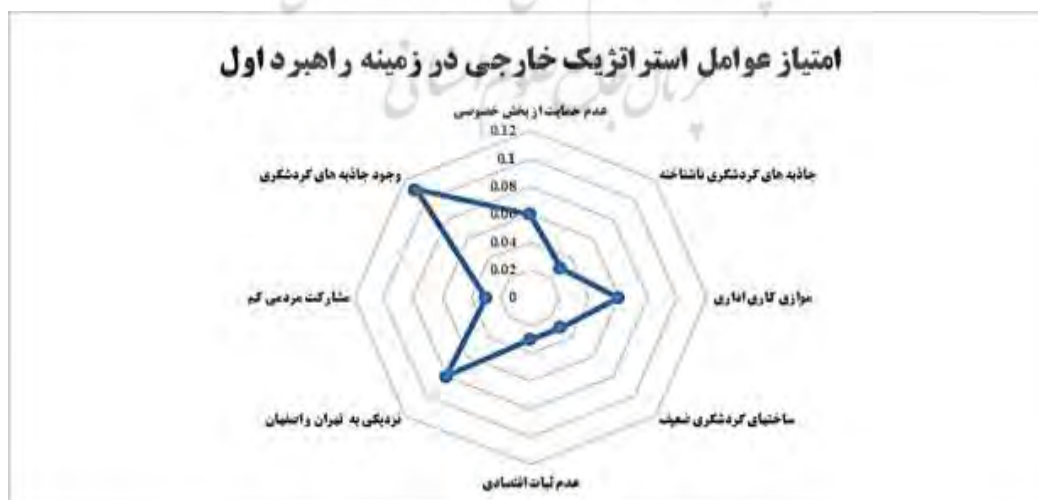 امتیاز عوامل استراتژیک خارجی در زمینه راهبرد اول
عدم حمایت از بخش خصوصی
0.12
0.1
0.08
0.06
0.04
0.02
0
جاذبه های گردشگری ناشناخته
موازی کاری اداری
ساختهای گردشگری ضعیف
عدم ثبات اقتصادی
نزدیکی به تهران و اصفهان
مشارکت مردمی کم
وجود جاذبه های گردشگری